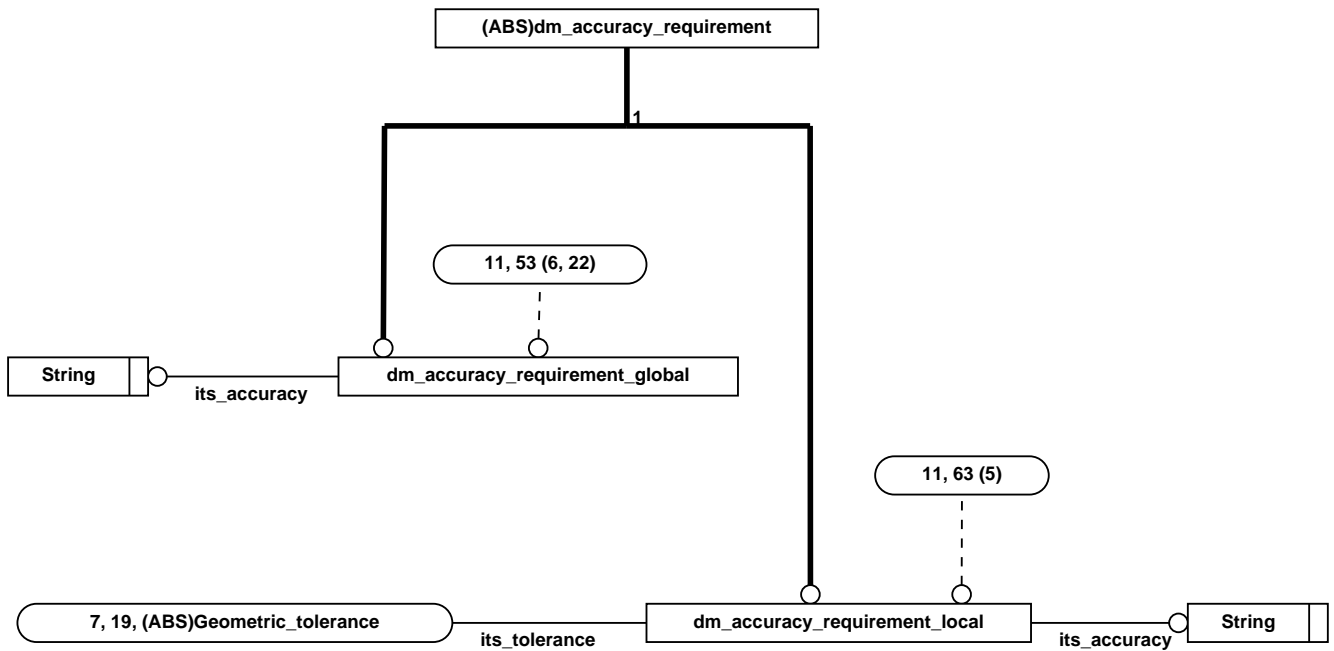 (ABS)dm_accuracy_requirement
1
11, 53 (6, 22)
String
its_accuracy
dm_accuracy_requirement_global
11, 63 (5)
7, 19, (ABS)Geometric_tolerance
its_tolerance
dm_accuracy_requirement_local
its_accuracy
String